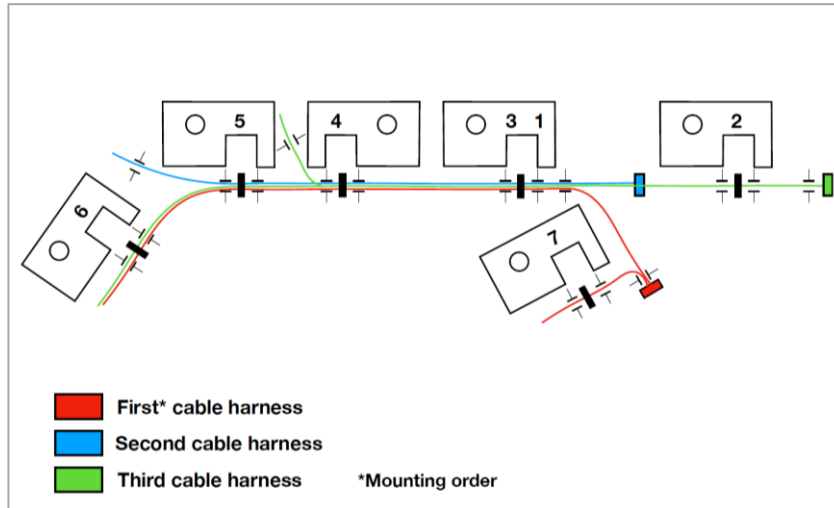 5 4 3 1 2
6
7
First* cable harness
Second cable harness
Third cable harness *Mounting order